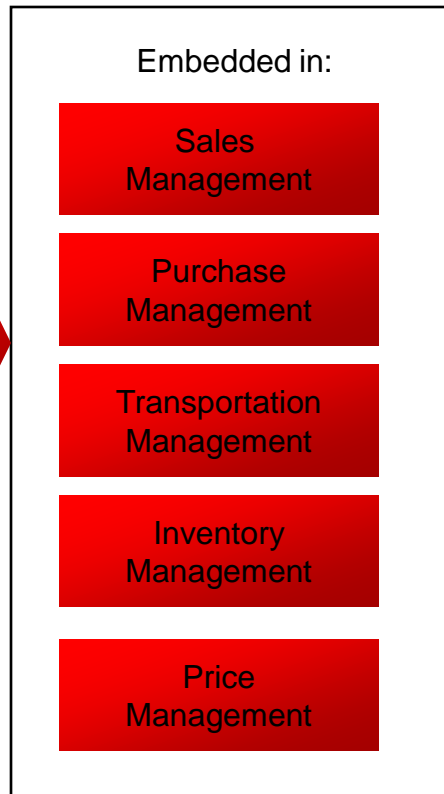 Embedded in:
Sales
Management
Purchase
Management
Transportation
Management
Inventory
Management
Price
Management